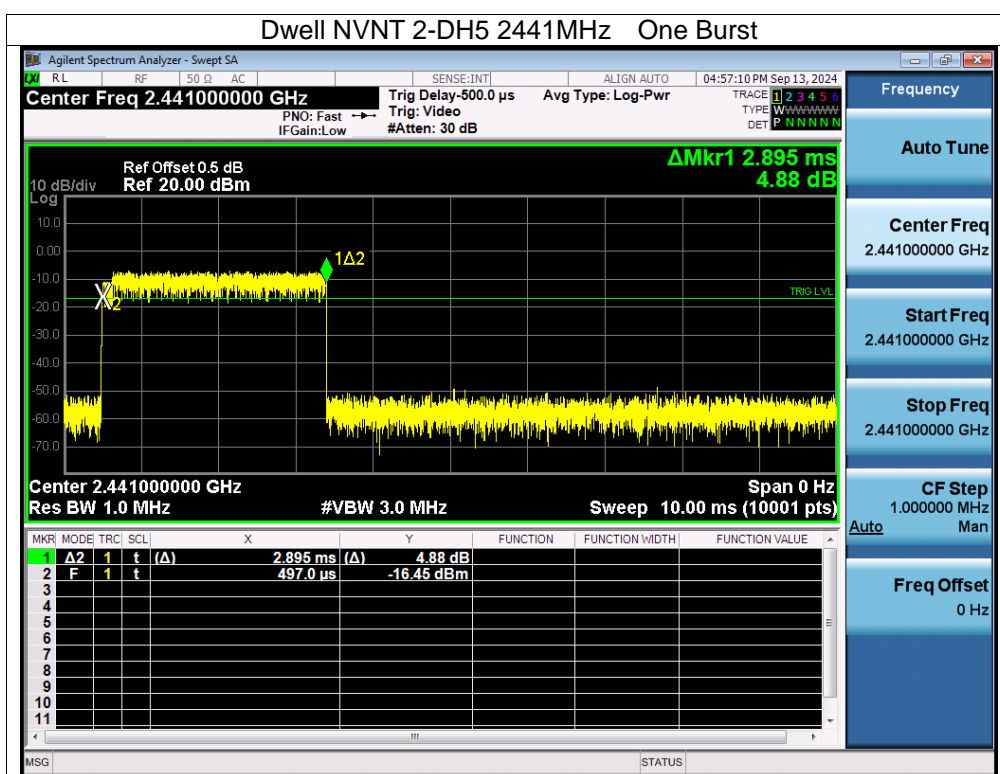 Dwell NVNT 2-DH5 2441MHz One Burst
Agilent Spectrum Analyzer - Swept SA
LXI RL RF 50 Ω AC SENSE:INT ALIGN AUTO 04:57:10 PM Sep 13, 2024
Center Freq 2.441000000 GHz
PNO: Fast
IFGain:Low
Trig Delay-500.0 µs
Trig: Video
#Atten: 30 dB
Avg Type: Log-Pwr
TRACE 1 2 3 4 5 6
TYPE WWWWWW
DET P N N N N N
Frequency
Auto Tune
Center Freq
2.441000000 GHz
Start Freq
2.441000000 GHz
Stop Freq
2.441000000 GHz
CF Step
1.000000 MHz
Auto Man
Freq Offset
0 Hz
ΔMkr1 2.895 ms
4.88 dB
Ref Offset 0.5 dB
10 dB/div Ref 20.00 dBm
Log
10.0
0.00
-10.0
-20.0
-30.0
-40.0
-50.0
-60.0
-70.0
1Δ2
X2
TRIG LVL
Center 2.441000000 GHz Span 0 Hz
Res BW 1.0 MHz #VBW 3.0 MHz Sweep 10.00 ms (10001 pts)
MKR MODE TRC SCL X Y FUNCTION FUNCTION WIDTH FUNCTION VALUE
1 Δ2 1 t (Δ) 2.895 ms (Δ) 4.88 dB
2 F 1 t 497.0 µs -16.45 dBm
3
4
5
6
7
8
9
10
11
MSG STATUS